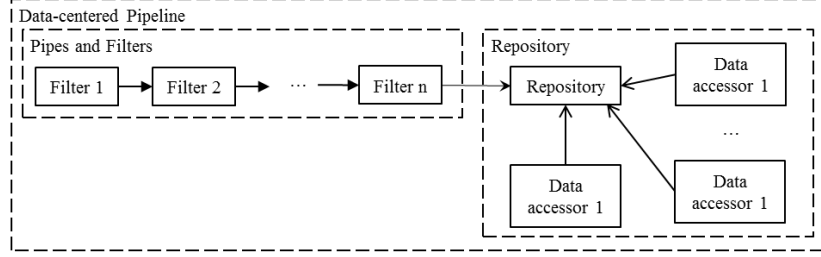 Data-centered Pipeline
Pipes and Filters
Filter 1
Filter 2
...
Filter n
Repository
Repository
Data
accessor 1
...
Data
accessor 1
Data
accessor 1